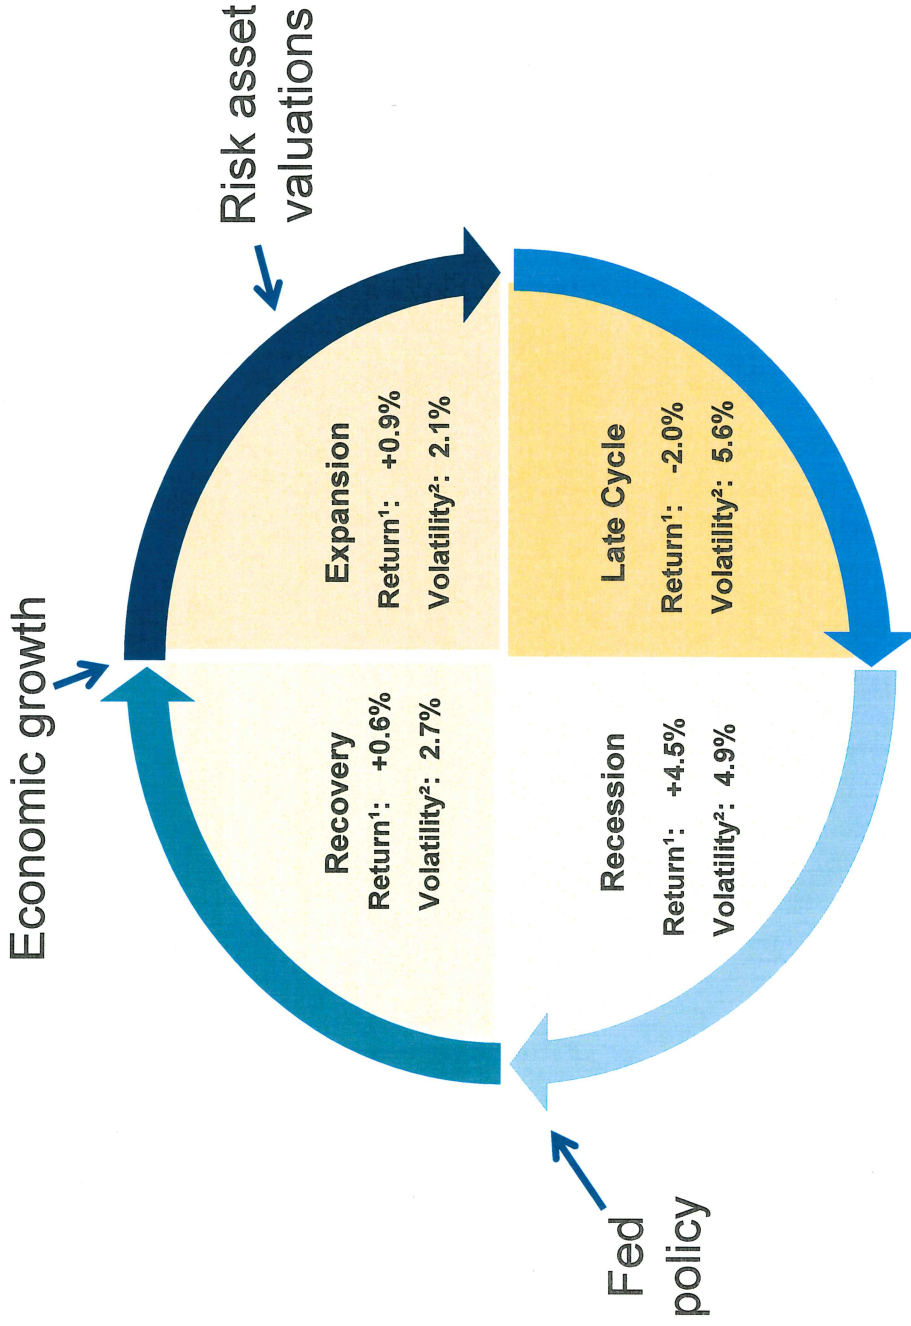 Economic growth
Risk asset
valuations
Recovery
Return¹: +0.6%
Volatility²: 2.7%
Expansion
Return¹: +0.9%
Volatility²: 2.1%
Recession
Return¹: +4.5%
Volatility²: 4.9%
Late Cycle
Return¹: -2.0%
Volatility²: 5.6%
Fed
policy